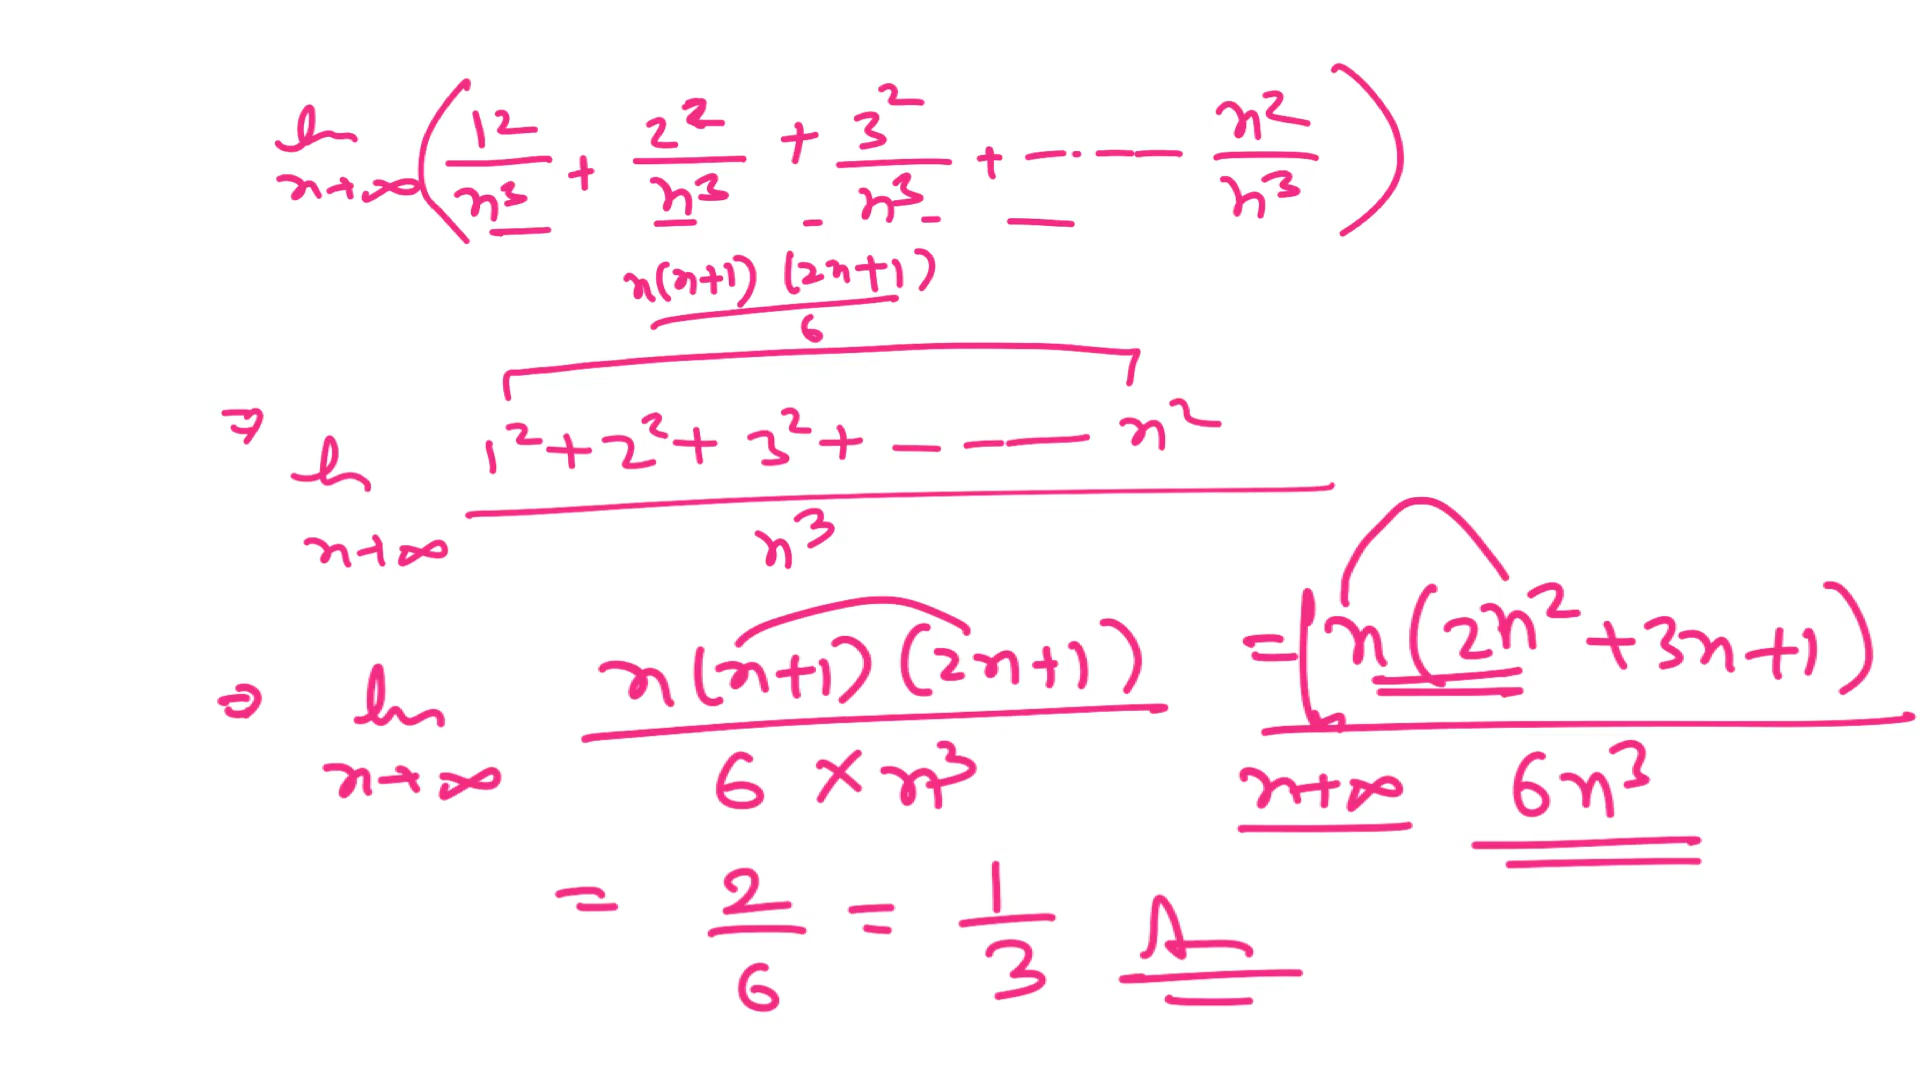 lim n→∞ ( 1²/n³ + 2²/n³ + 3²/n³ + ------ n²/n³ )
n(n+1) (2n+1) / 6
⇒ lim n→∞ (1² + 2² + 3² + ------ n²) / n³
⇒ lim n→∞ n(n+1)(2n+1) / 6 × n³ = lim n→∞ n(2n²+3n+1) / 6n³
= 2/6 = 1/3